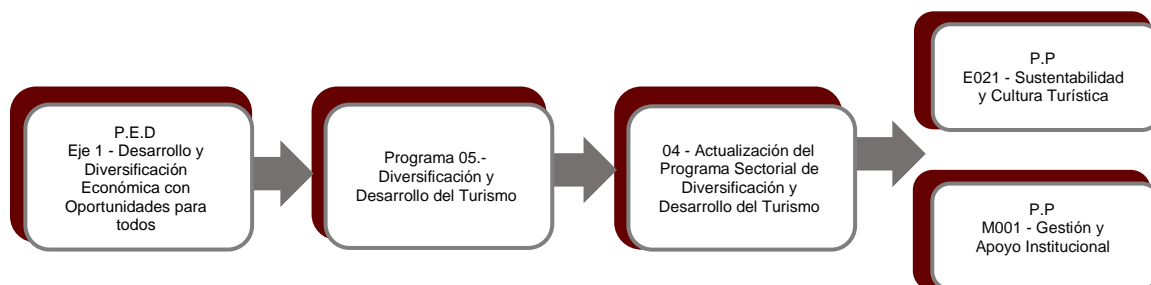 P.E.D
Eje 1 - Desarrollo y
Diversificación
Económica con
Oportunidades para
todos
Programa 05.-
Diversificación y
Desarrollo del Turismo
04 - Actualización del
Programa Sectorial de
Diversificación y
Desarrollo del Turismo
P.P
E021 - Sustentabilidad
y Cultura Turística
P.P
M001 - Gestión y
Apoyo Institucional